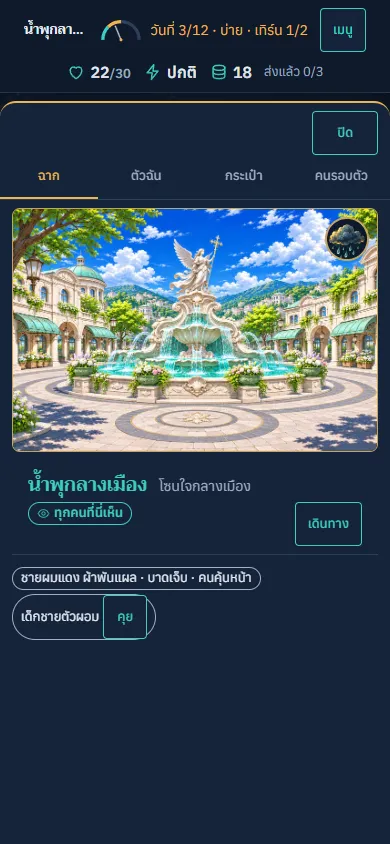 น้ำพุกลา...
วันที่ 3/12 · บ่าย · เทิร์น 1/2
เมนู
22/30 ปกติ 18 ส่งแล้ว 0/3
ปิด
ฉาก ตัวฉัน กระเป๋า คนรอบตัว
น้ำพุกลางเมือง โซนใจกลางเมือง
ทุกคนที่นี่เห็น
เดินทาง
ชายผมแดง ผ้าพันแผล · บาดเจ็บ · คนคุ้นหน้า
เด็กชายตัวผอม คุย